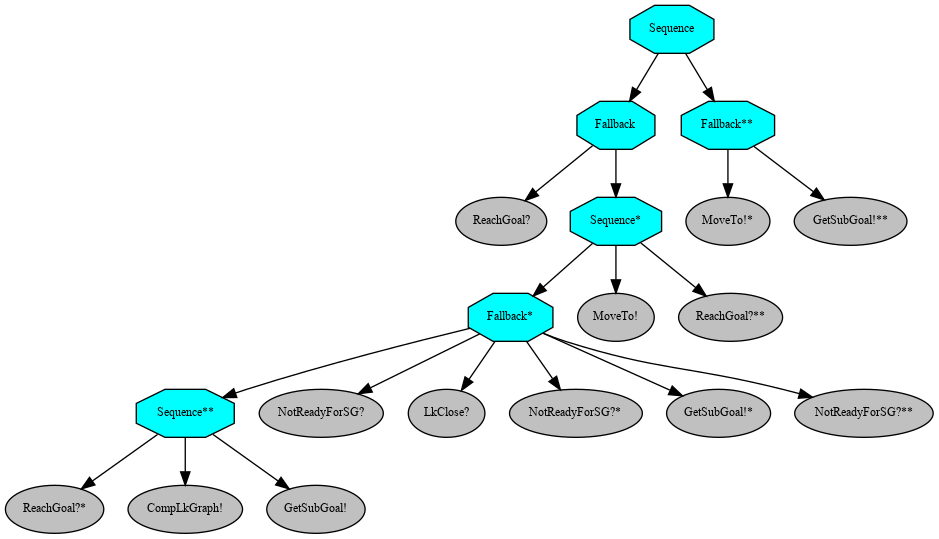 Sequence
Fallback
Fallback**
ReachGoal?
Sequence*
MoveTo!*
GetSubGoal!**
Fallback*
MoveTo!
ReachGoal?**
Sequence**
NotReadyForSG?
LkClose?
NotReadyForSG?*
GetSubGoal!*
NotReadyForSG?**
ReachGoal?*
CompLkGraph!
GetSubGoal!